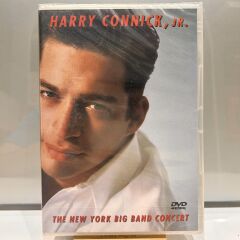 HARRY CONNICK, JR.
DVD
THE NEW YORK BIG BAND CONCERT